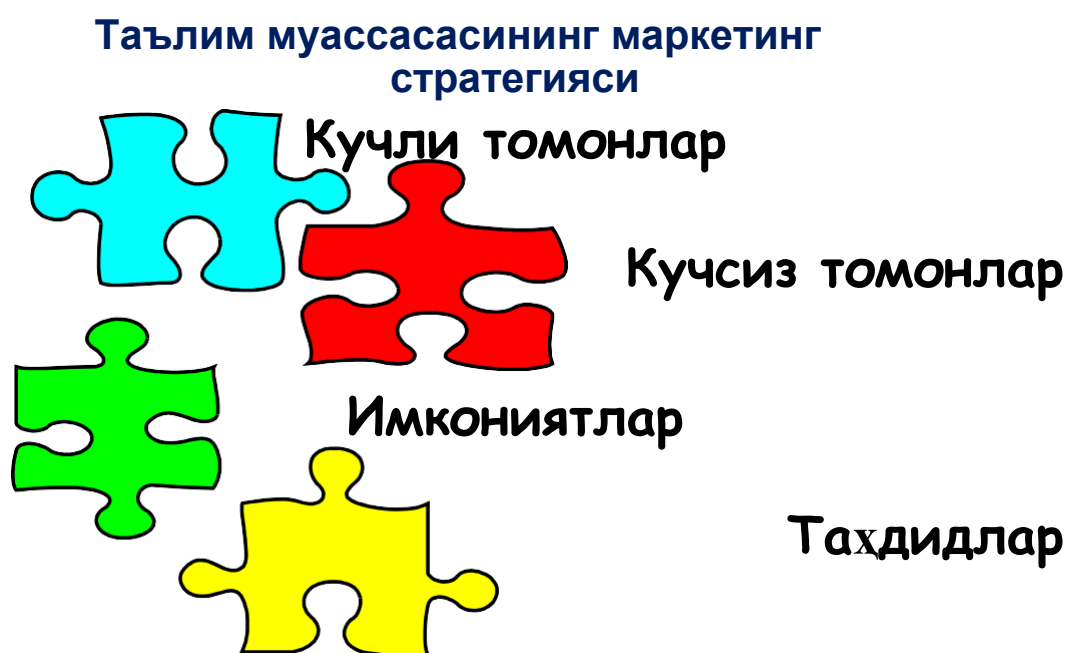 Таълим муассасасининг маркетинг
стратегияси
Кучли томонлар
Кучсиз томонлар
Имкониятлар
Таҳдидлар